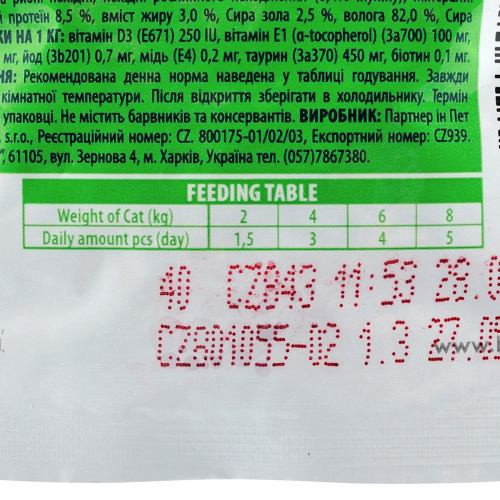 протеїн 8,5 %, вміст жиру 3,0 %, Сира зола 2,5 %, волога 82,0 %, Сира
КИ НА 1 КГ: вітамін D3 (E671) 250 IU, вітамін E1 (α-tocopherol) (3a700) 100 мг,
мг, йод (3b201) 0,7 мг, мідь (E4) 0,2 мг, таурин (3a370) 450 мг, біотин 0,1 мг.
НЯ: Рекомендована денна норма наведена у таблиці годування. Завжди
кімнатної температури. Після відкриття зберігати в холодильнику. Термін
упаковці. Не містить барвників та консервантів. ВИРОБНИК: Партнер ін Пет
s.r.o., Реєстраційний номер: CZ. 800175-01/02/03, Експортний номер: CZ939.
61105, вул. Зернова 4, м. Харків, Україна тел. (057)7867380.
FEEDING TABLE
Weight of Cat (kg) 2 4 6 8
Daily amount pcs (day) 1,5 3 4 5
40 CZ843 11:53
CZ601055-02 1.3
www.